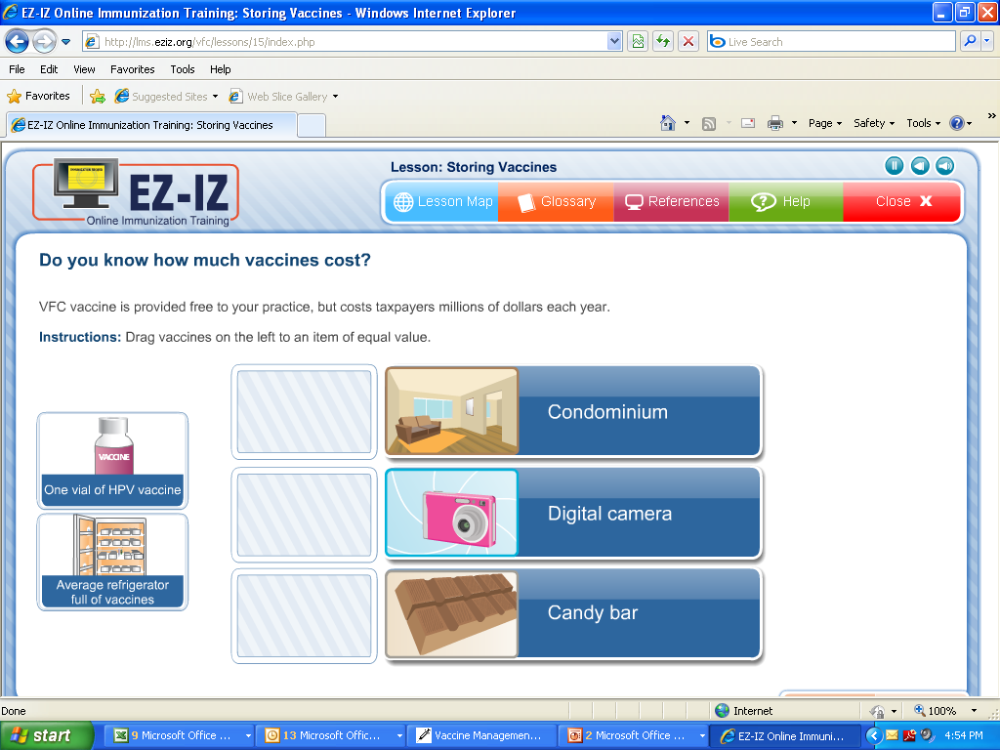 EZ-IZ Online Immunization Training: Storing Vaccines - Windows Internet Explorer
http://lms.eziz.org/vfc/lessons/15/index.php
Live Search
File Edit View Favorites Tools Help
Favorites Suggested Sites Web Slice Gallery
EZ-IZ Online Immunization Training: Storing Vaccines
Page Safety Tools »
IMMUNIZATION RECORD
EZ-IZ
Online Immunization Training
Lesson: Storing Vaccines
Lesson Map Glossary References Help Close X
Do you know how much vaccines cost?
VFC vaccine is provided free to your practice, but costs taxpayers millions of dollars each year.
Instructions: Drag vaccines on the left to an item of equal value.
VACCINE
One vial of HPV vaccine
Average refrigerator
full of vaccines
Condominium
Digital camera
Candy bar
Done Internet 100%
start 9 Microsoft Office ... 13 Microsoft Offic... Vaccine Managemen... 2 Microsoft Office ... EZ-IZ Online Immuni... 4:54 PM